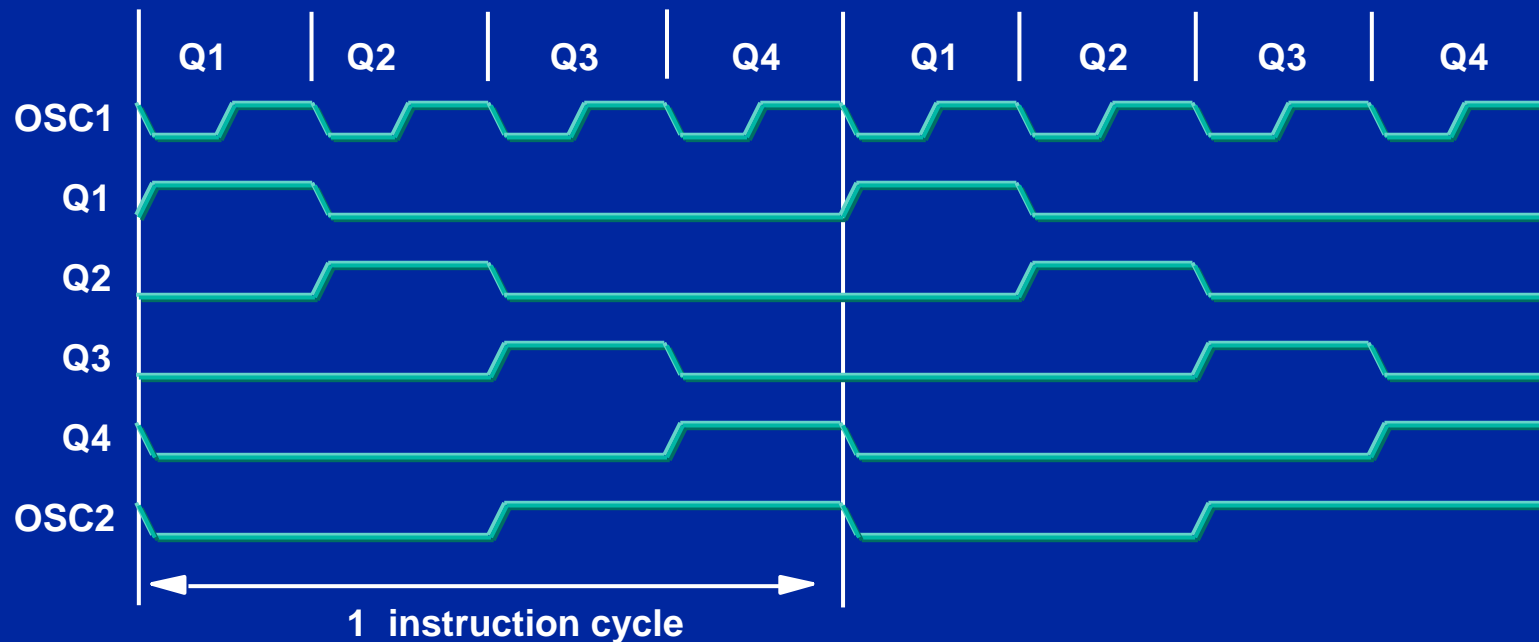 Q1 Q2 Q3 Q4 Q1 Q2 Q3 Q4
OSC1
Q1
Q2
Q3
Q4
OSC2
1 instruction cycle